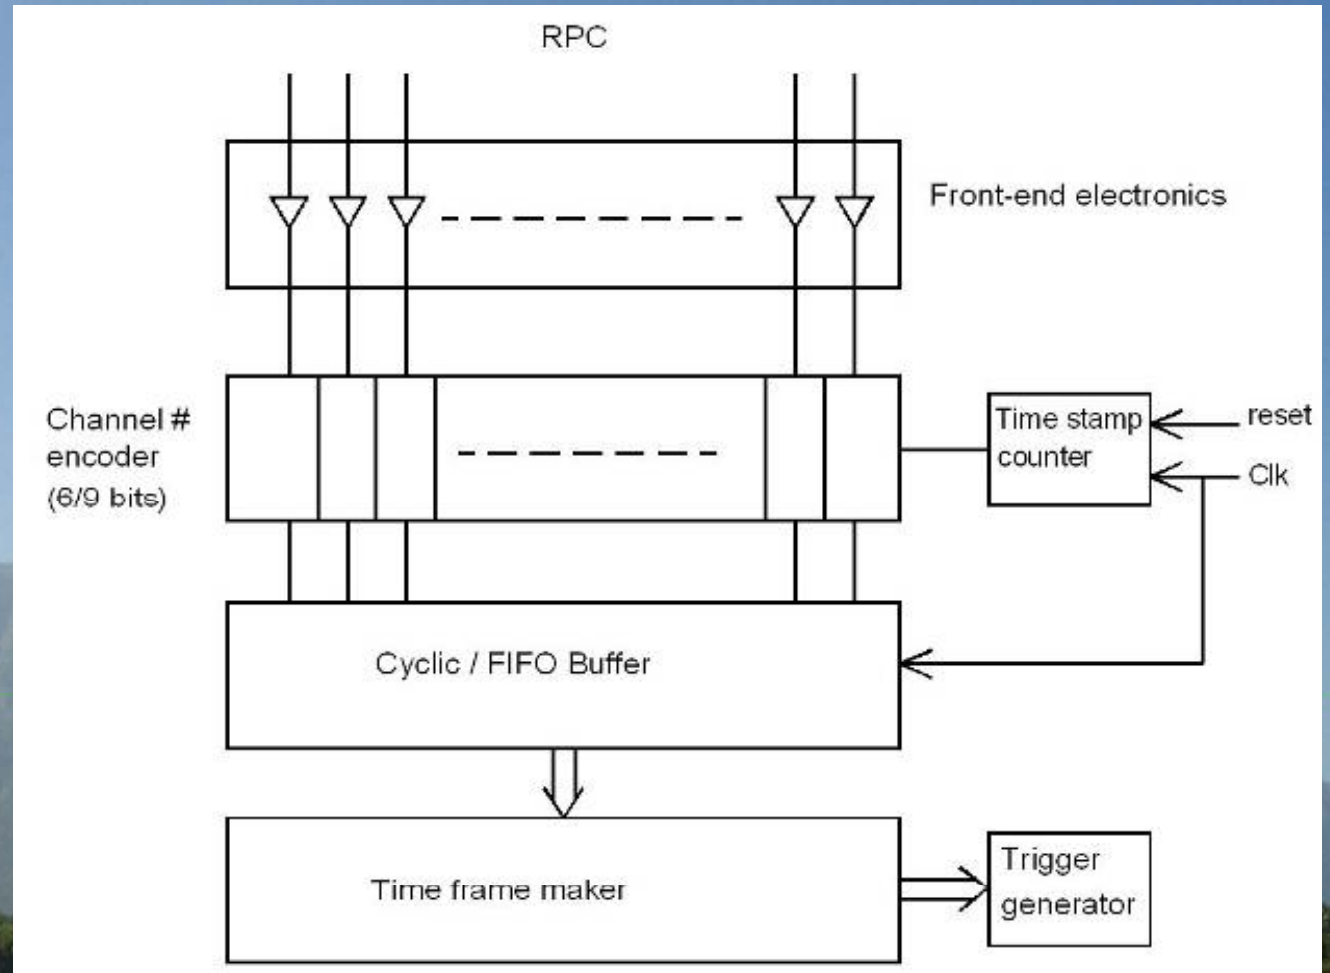 RPC
Front-end electronics
Channel #
encoder
(6/9 bits)
Time stamp
counter
reset
Clk
Cyclic / FIFO Buffer
Time frame maker
Trigger
generator